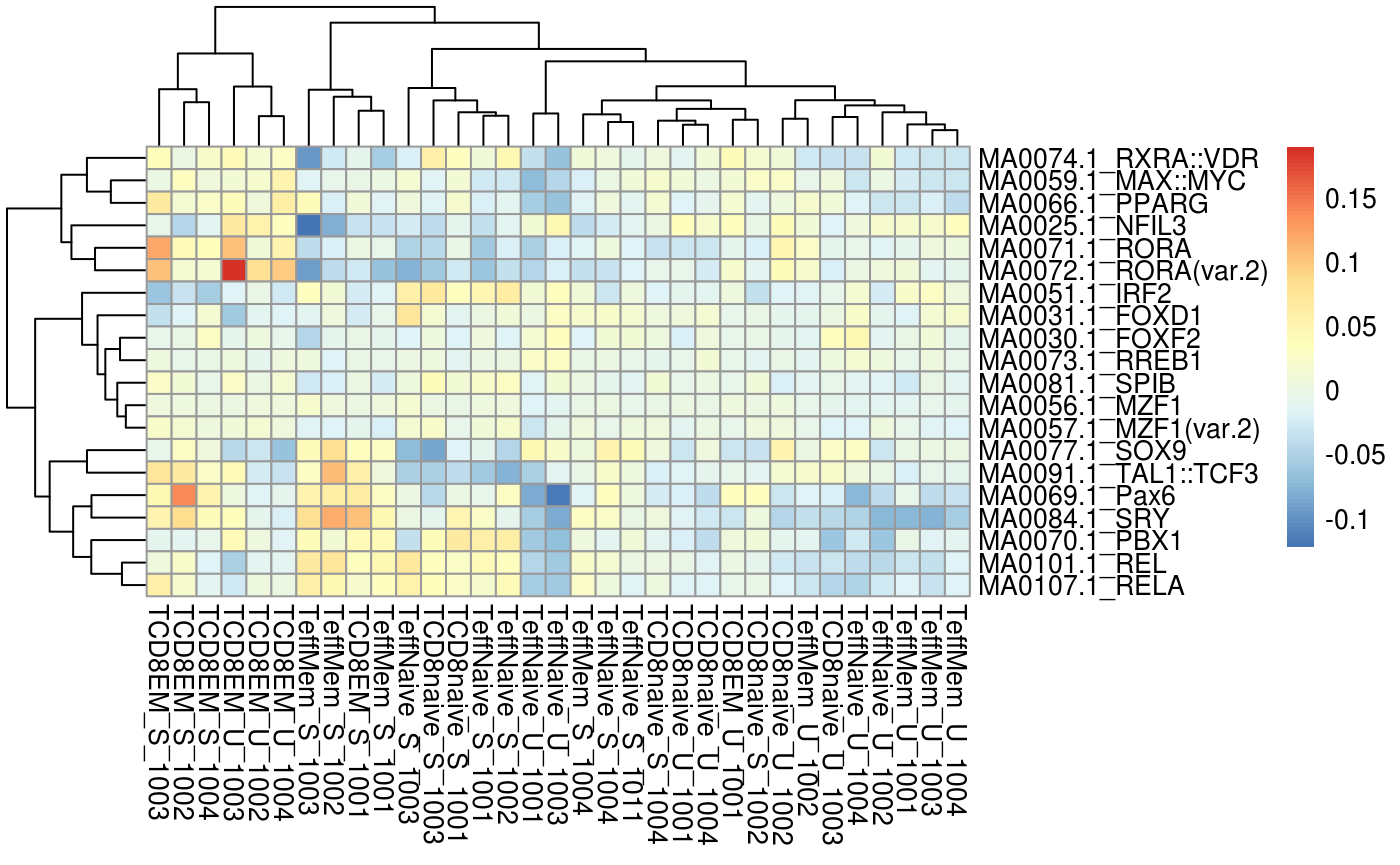 MA0074.1_RXRA::VDR
MA0059.1_MAX::MYC
MA0066.1_PPARG
MA0025.1_NFIL3
MA0071.1_RORA
MA0072.1_RORA(var.2)
MA0051.1_IRF2
MA0031.1_FOXD1
MA0030.1_FOXF2
MA0073.1_RREB1
MA0081.1_SPIB
MA0056.1_MZF1
MA0057.1_MZF1(var.2)
MA0077.1_SOX9
MA0091.1_TAL1::TCF3
MA0069.1_Pax6
MA0084.1_SRY
MA0070.1_PBX1
MA0101.1_REL
MA0107.1_RELA
0.15
0.1
0.05
0
-0.05
-0.1
TCD8EM_S_1003
TCD8EM_S_1002
TCD8EM_S_1004
TCD8EM_U_1003
TCD8EM_U_1002
TCD8EM_U_1004
TeffMem_S_1003
TeffMem_S_1002
TCD8EM_S_1001
TeffMem_S_1001
TeffNaive_S_1003
TCD8naive_S_1003
TCD8naive_S_1001
TeffNaive_S_1001
TeffNaive_S_1002
TeffNaive_U_1001
TeffNaive_U_1003
TeffMem_S_1004
TeffNaive_S_1004
TeffNaive_S_1011
TCD8naive_S_1004
TCD8naive_U_1001
TCD8naive_U_1004
TCD8EM_U_1001
TCD8naive_S_1002
TCD8naive_U_1002
TeffMem_U_1002
TCD8naive_U_1003
TeffNaive_U_1004
TeffNaive_U_1002
TeffMem_U_1001
TeffMem_U_1003
TeffMem_U_1004